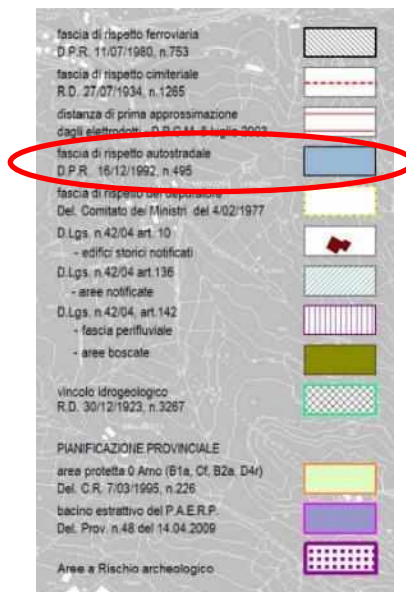 fascia di rispetto ferroviaria
D.P.R. 11/07/1980, n.753
fascia di rispetto cimiteriale
R.D. 27/07/1934, n.1265
distanza di prima approssimazione
dagli elettrodotti D.P.C.M. 8 luglio 2003
fascia di rispetto autostradale
D.P.R. 16/12/1992, n.495
fascia di rispetto del depuratore
Del. Comitato dei Ministri del 4/02/1977
D.Lgs. n.42/04 art. 10
- edifici storici notificati
D.Lgs. n.42/04 art.136
- aree notificate
D.Lgs. n.42/04, art.142
- fascia perifluviale
- aree boscate
vincolo idrogeologico
R.D. 30/12/1923, n.3267
PIANIFICAZIONE PROVINCIALE
area protetta 0 Arno (B1a, Cf, B2a, D4r)
Del. C.R. 7/03/1995, n.226
bacino estrattivo del P.A.E.R.P.
Del. Prov. n.48 del 14.04.2009
Aree a Rischio archeologico